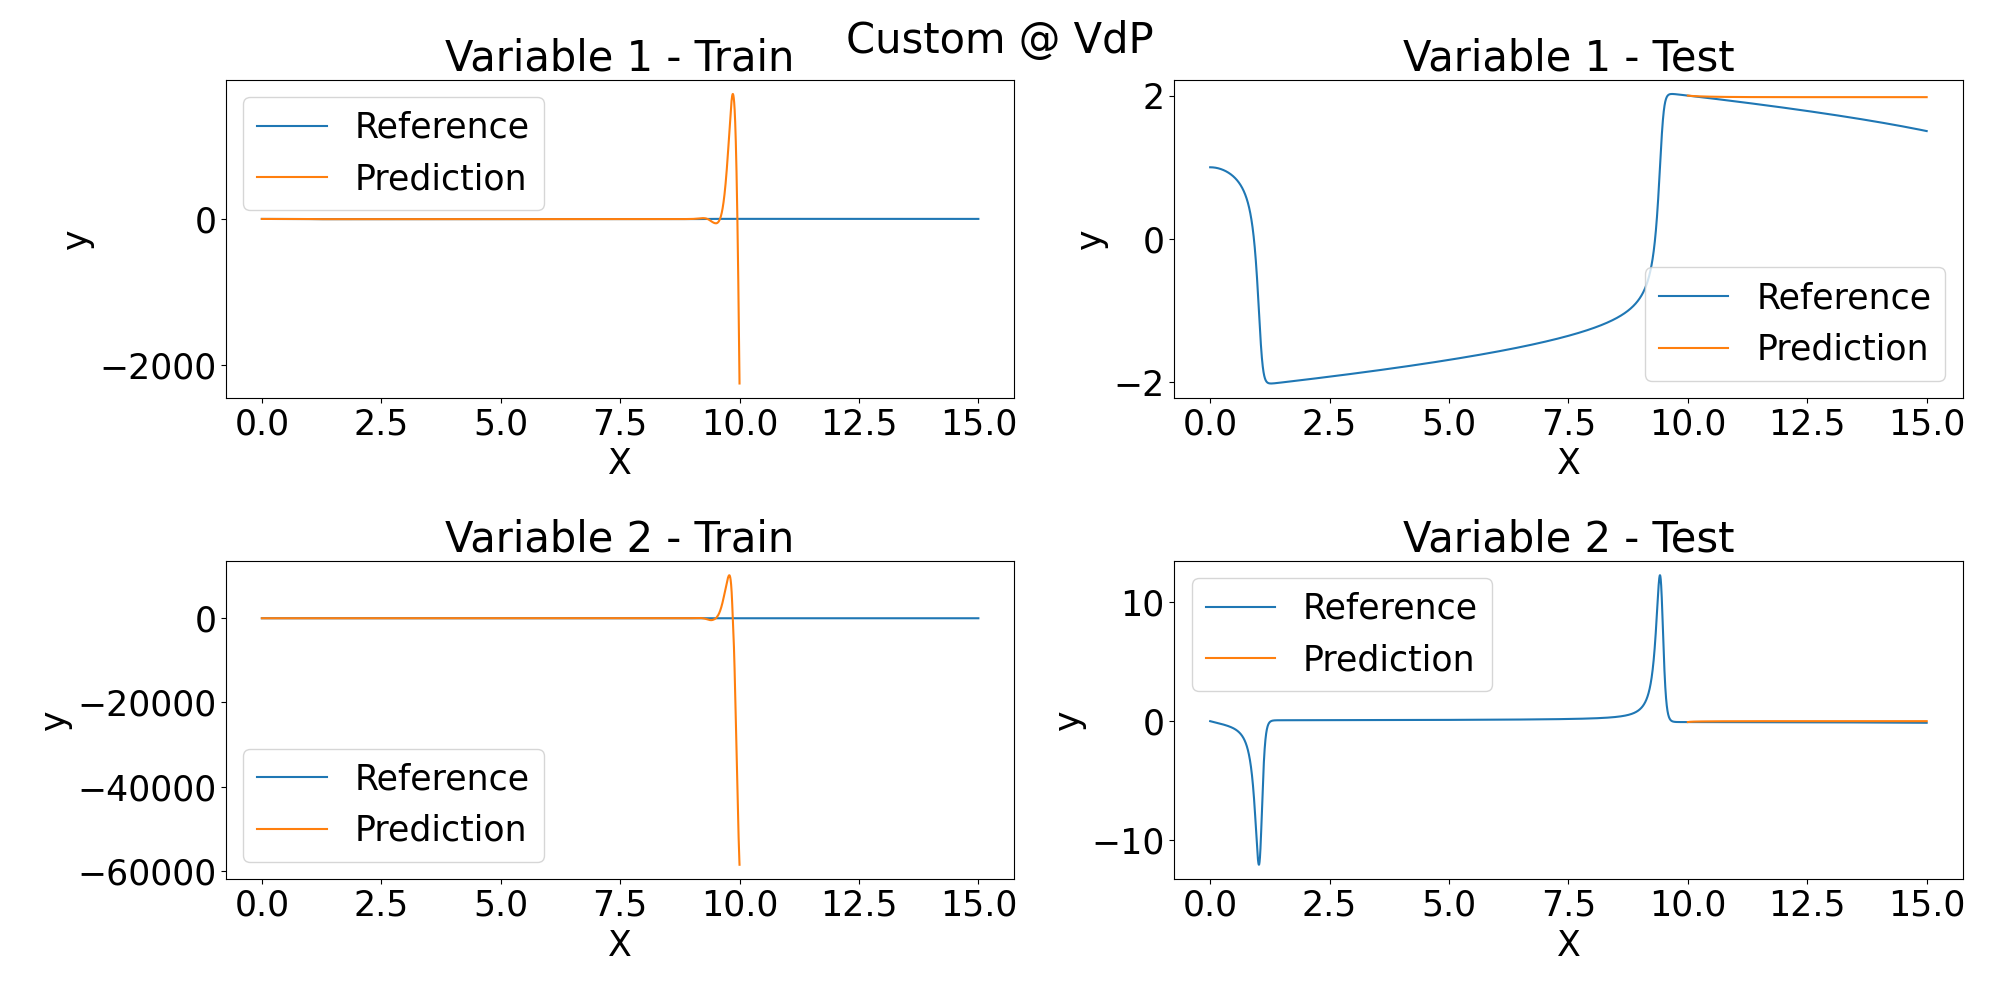 Custom @ VdP
Variable 1 - Train
Reference
Prediction
y
0
−2000
0.0 2.5 5.0 7.5 10.0 12.5 15.0
X
Variable 1 - Test
y
2
0
−2
Reference
Prediction
0.0 2.5 5.0 7.5 10.0 12.5 15.0
X
Variable 2 - Train
y
0
−20000
−40000
−60000
Reference
Prediction
0.0 2.5 5.0 7.5 10.0 12.5 15.0
X
Variable 2 - Test
Reference
Prediction
y
10
0
−10
0.0 2.5 5.0 7.5 10.0 12.5 15.0
X